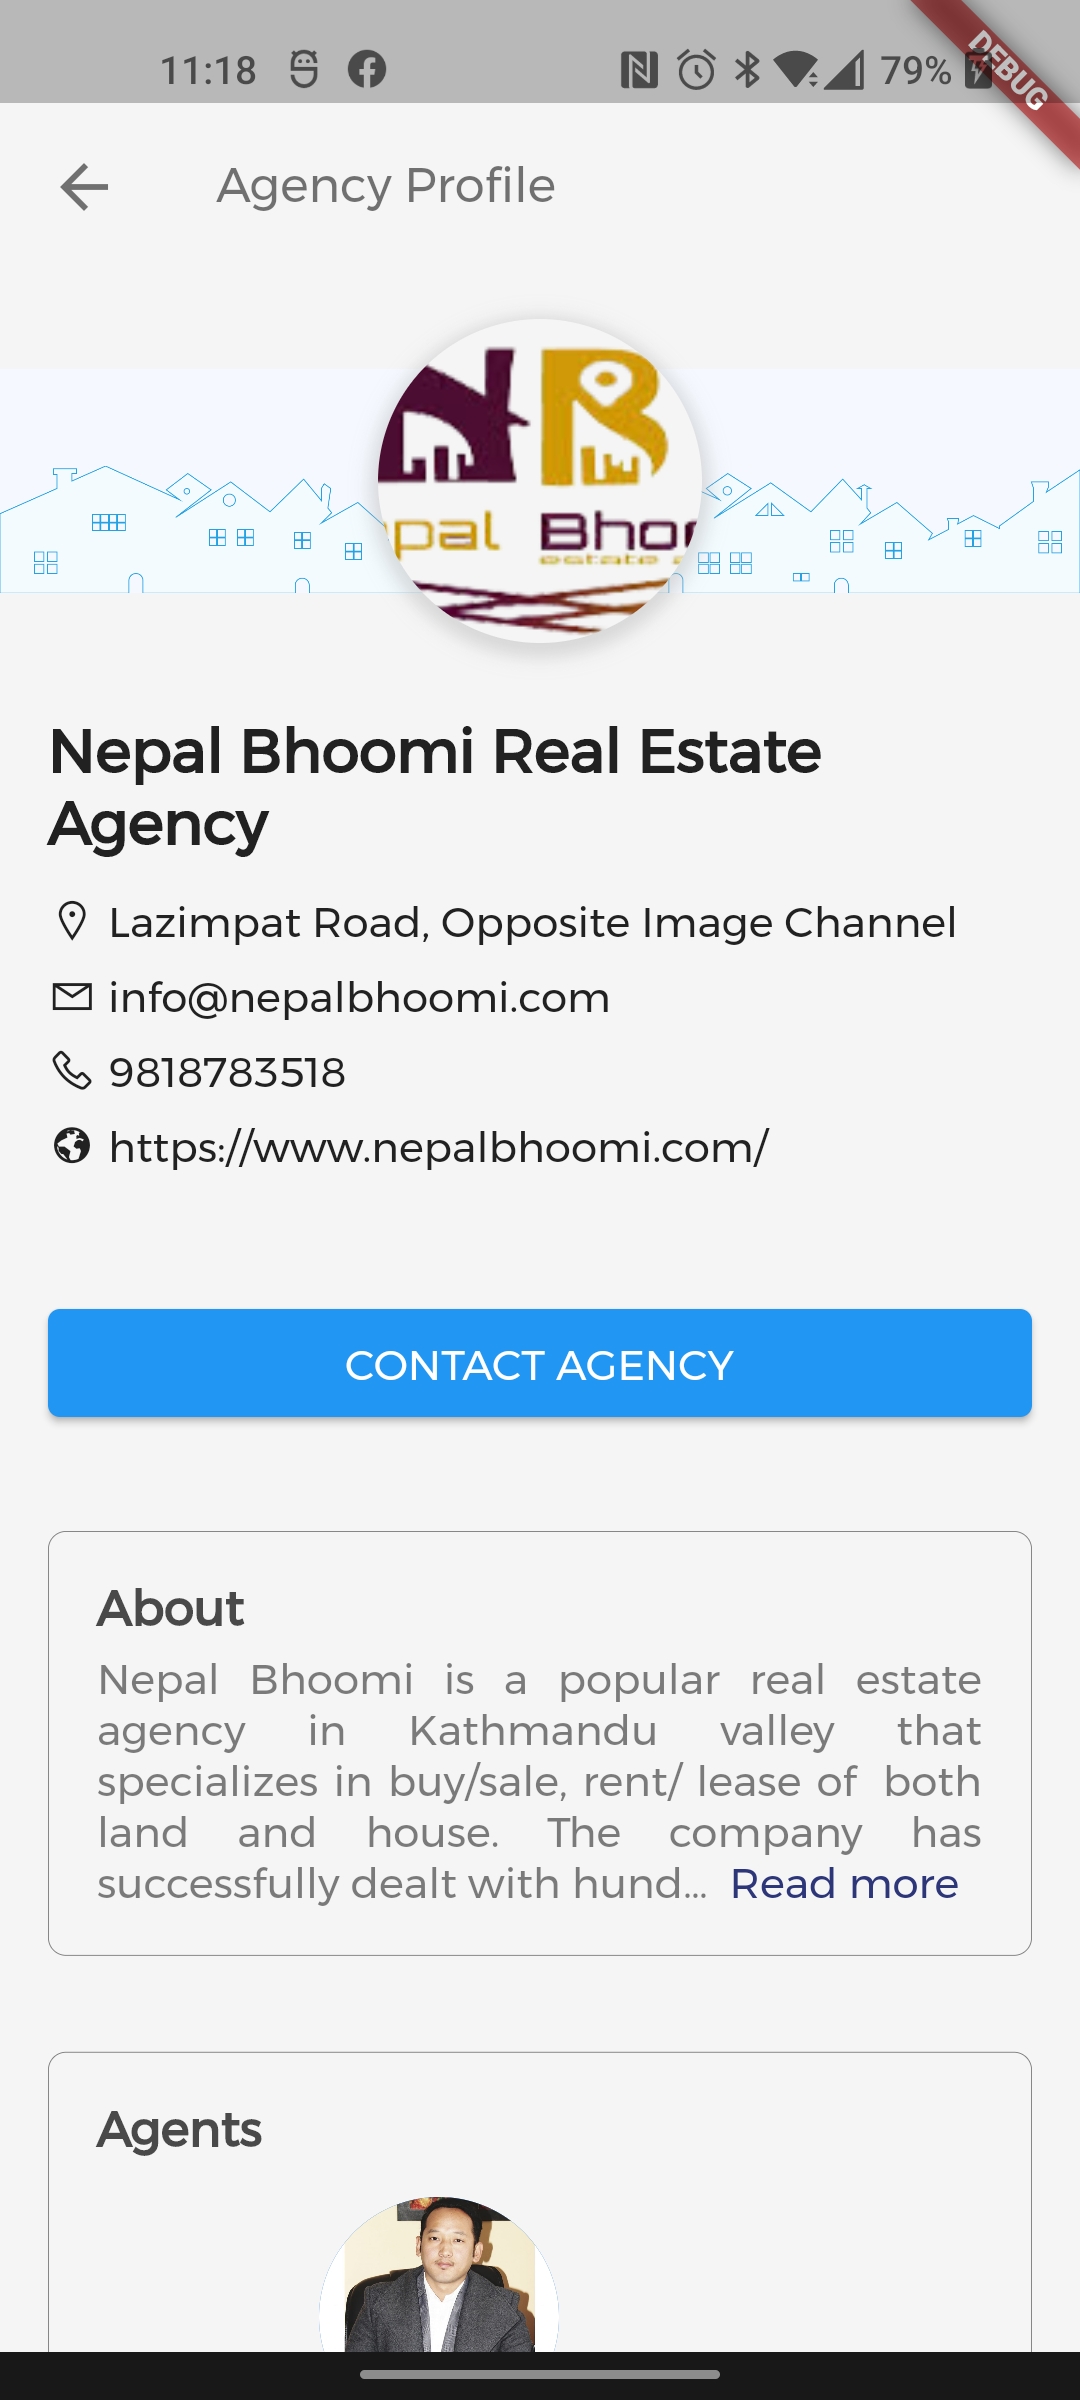 11:18
79%
DEBUG
Agency Profile
NB
pal Bhoo
estate a
Nepal Bhoomi Real Estate
Agency
Lazimpat Road, Opposite Image Channel
info@nepalbhoomi.com
9818783518
https://www.nepalbhoomi.com/
CONTACT AGENCY
About
Nepal Bhoomi is a popular real estate
agency in Kathmandu valley that
specializes in buy/sale, rent/ lease of both
land and house. The company has
successfully dealt with hund... Read more
Agents